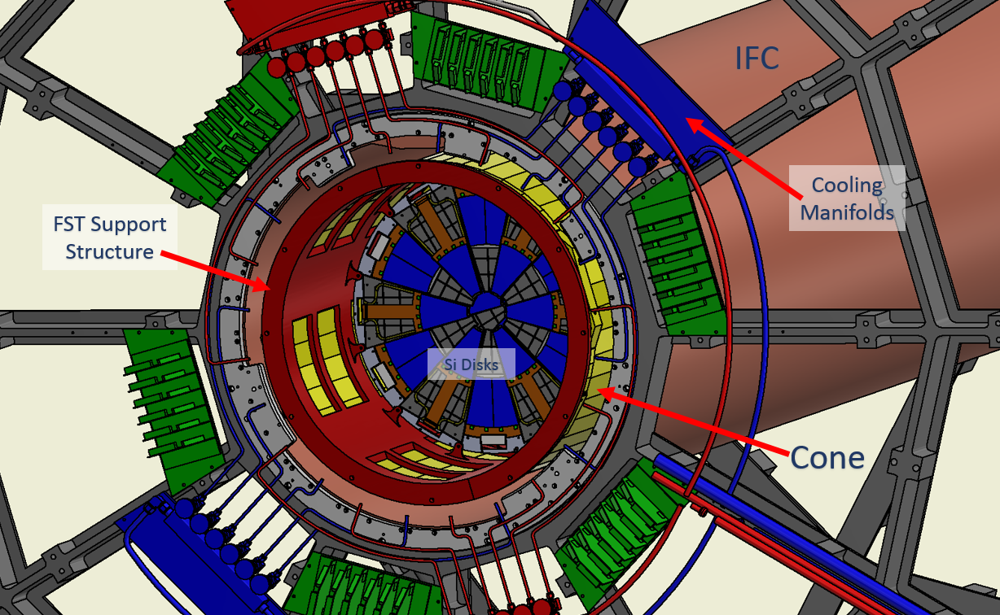 IFC
Cooling
Manifolds
FST Support
Structure
Si Disks
Cone